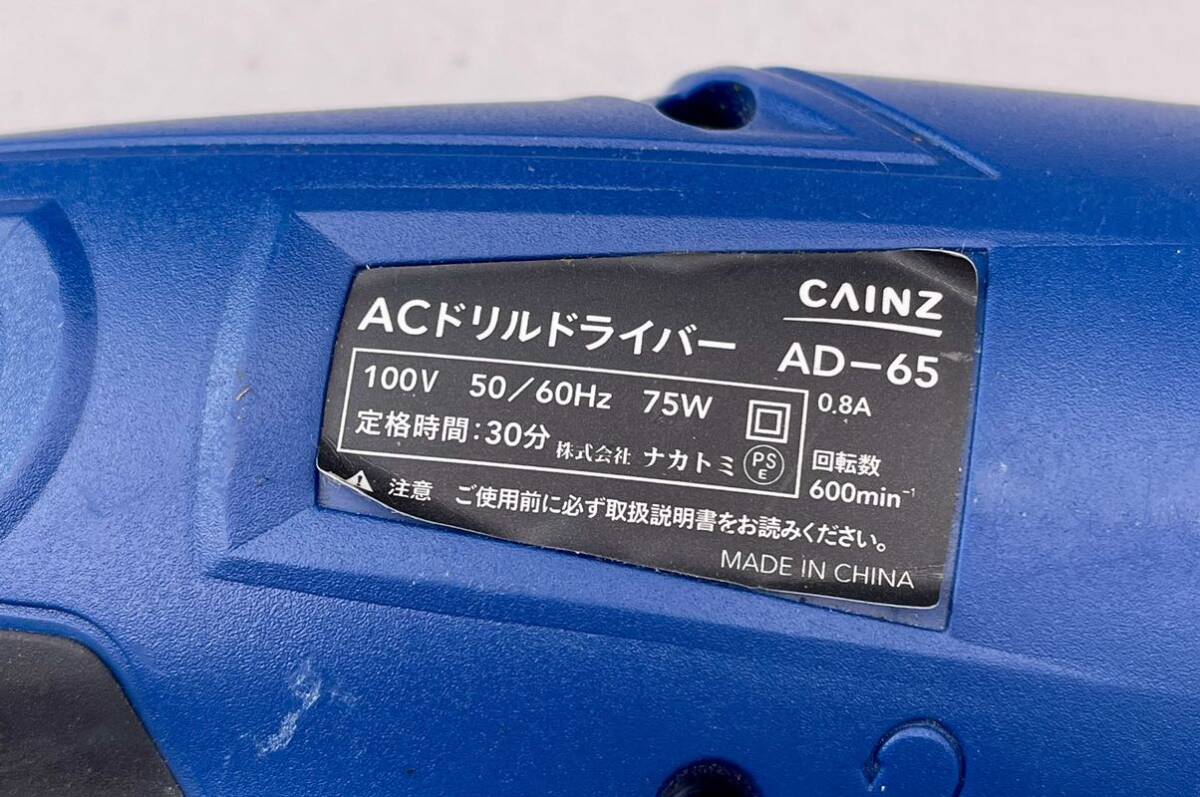 CAINZ
ACドリルドライバー AD-65
100V 50/60Hz 75W 0.8A
定格時間:30分 株式会社 ナカトミ PSE 回転数
600min⁻¹
注意 ご使用前に必ず取扱説明書をお読みください。
MADE IN CHINA